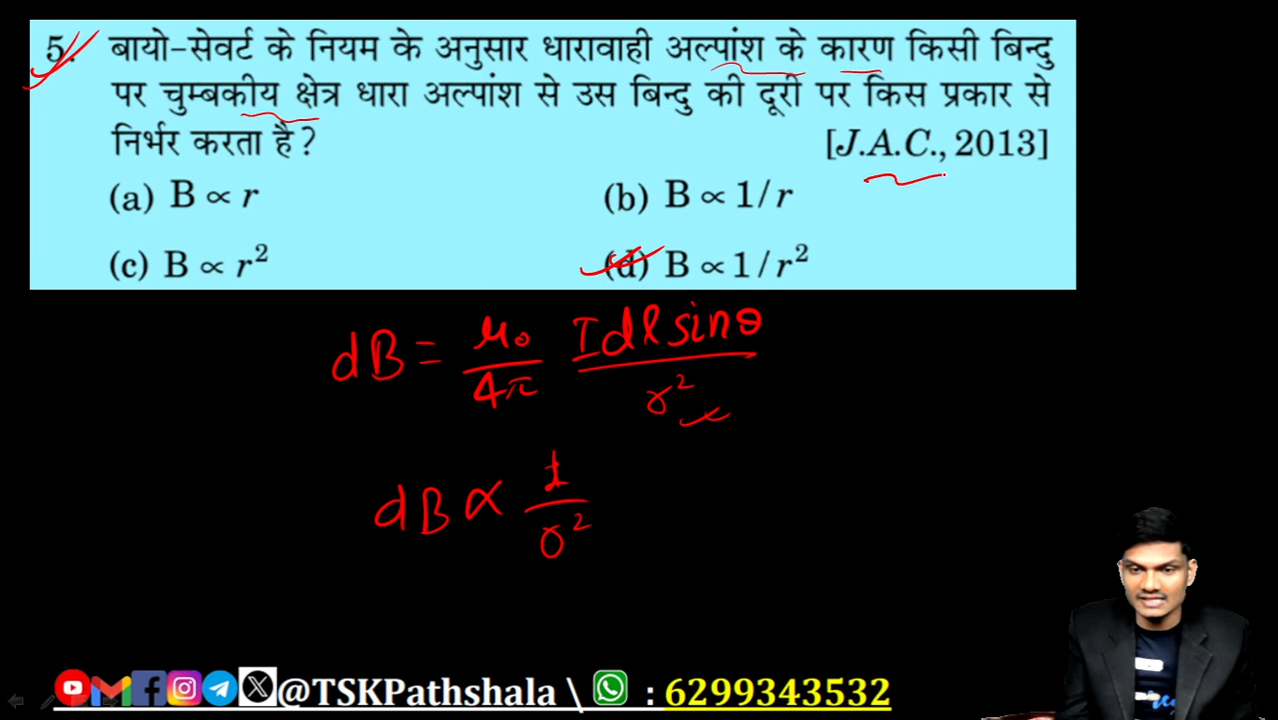 5. बायो-सेवर्ट के नियम के अनुसार धारावाही अल्पांश के कारण किसी बिन्दु
पर चुम्बकीय क्षेत्र धारा अल्पांश से उस बिन्दु की दूरी पर किस प्रकार से
निर्भर करता है? [J.A.C., 2013]
(a) B ∝ r (b) B ∝ 1/r
(c) B ∝ r² (d) B ∝ 1/r²
dB = μ₀/4π Idl sinθ/r²
dB ∝ 1/r²
@TSKPathshala \ : 6299343532